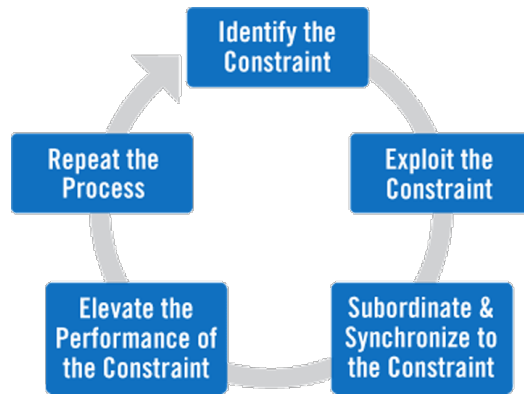 Identify the
Constraint
Exploit the
Constraint
Subordinate &
Synchronize to
the Constraint
Elevate the
Performance of
the Constraint
Repeat the
Process